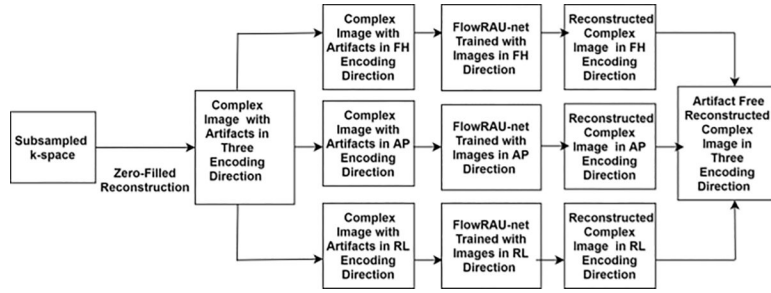 Subsampled
k-space
Zero-Filled
Reconstruction
Complex
Image with
Artifacts in
Three
Encoding
Direction
Complex
Image with
Artifacts in FH
Encoding
Direction
FlowRAU-net
Trained with
Images in FH
Direction
Reconstructed
Complex
Image in FH
Encoding
Direction
Complex
Image with
Artifacts in AP
Encoding
Direction
FlowRAU-net
Trained with
Images in AP
Direction
Reconstructed
Complex
Image in AP
Encoding
Direction
Complex
Image with
Artifacts in RL
Encoding
Direction
FlowRAU-net
Trained with
Images in RL
Direction
Reconstructed
Complex
Image in RL
Encoding
Direction
Artifact Free
Reconstructed
Complex
Image in
Three
Encoding
Direction